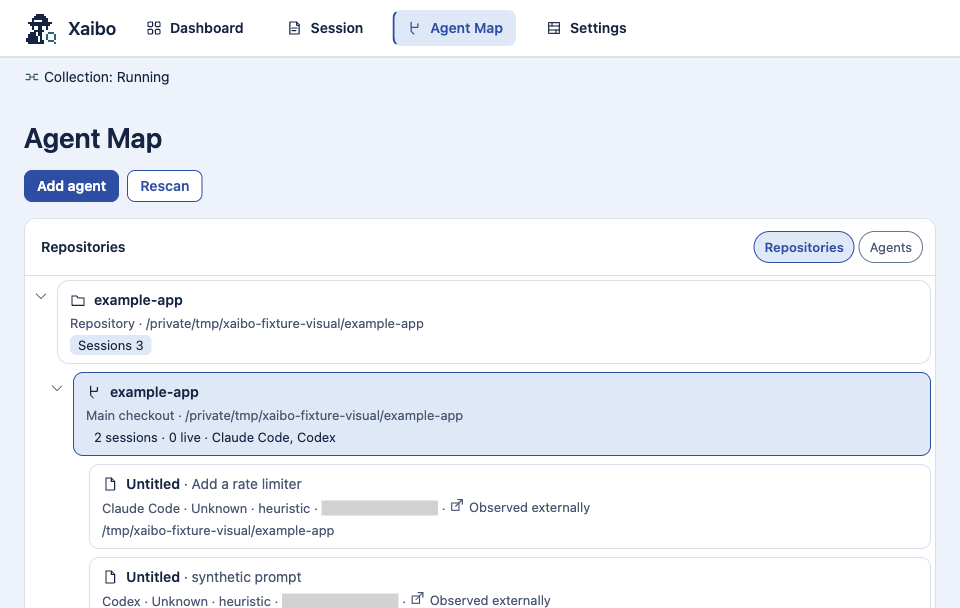 Xaibo
Dashboard
Session
Agent Map
Settings
Collection: Running
Agent Map
Add agent
Rescan
Repositories
Repositories
Agents
example-app
Repository · /private/tmp/xaibo-fixture-visual/example-app
Sessions 3
example-app
Main checkout · /private/tmp/xaibo-fixture-visual/example-app
2 sessions · 0 live · Claude Code, Codex
Untitled · Add a rate limiter
Claude Code · Unknown · heuristic · · Observed externally
/tmp/xaibo-fixture-visual/example-app
Untitled · synthetic prompt
Codex · Unknown · heuristic · · Observed externally